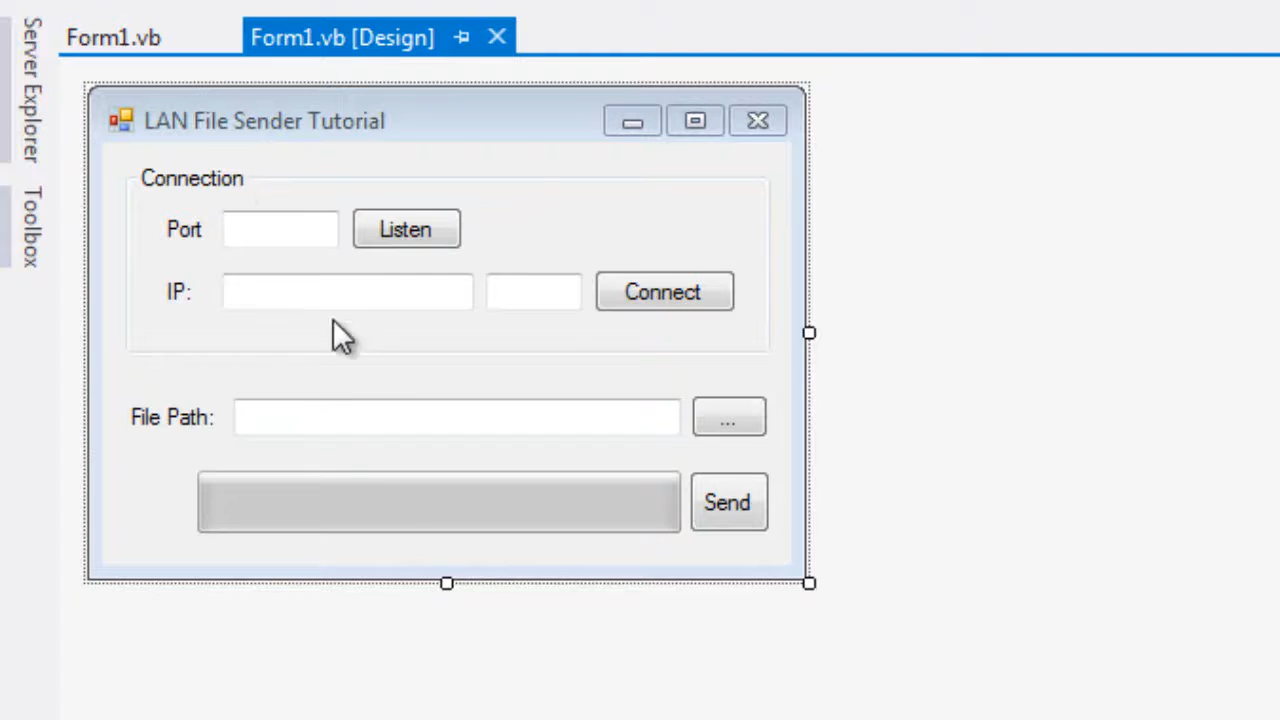 Server Explorer
Toolbox
Form1.vb
Form1.vb [Design]
LAN File Sender Tutorial
Connection
Port
Listen
IP:
Connect
File Path:
...
Send